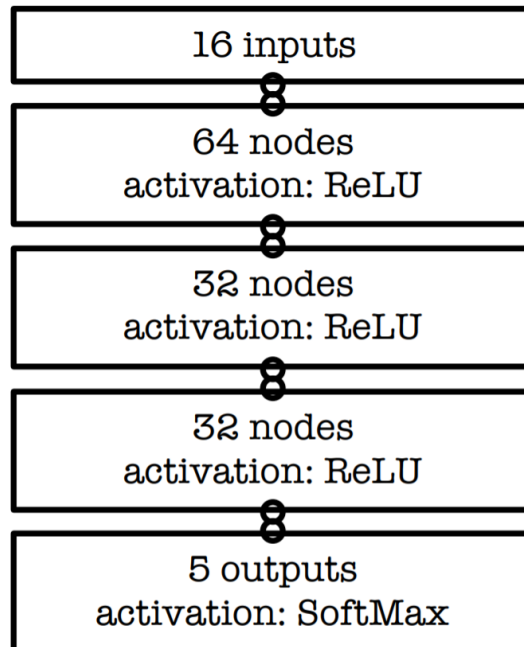 16 inputs
64 nodes
activation: ReLU
32 nodes
activation: ReLU
32 nodes
activation: ReLU
5 outputs
activation: SoftMax